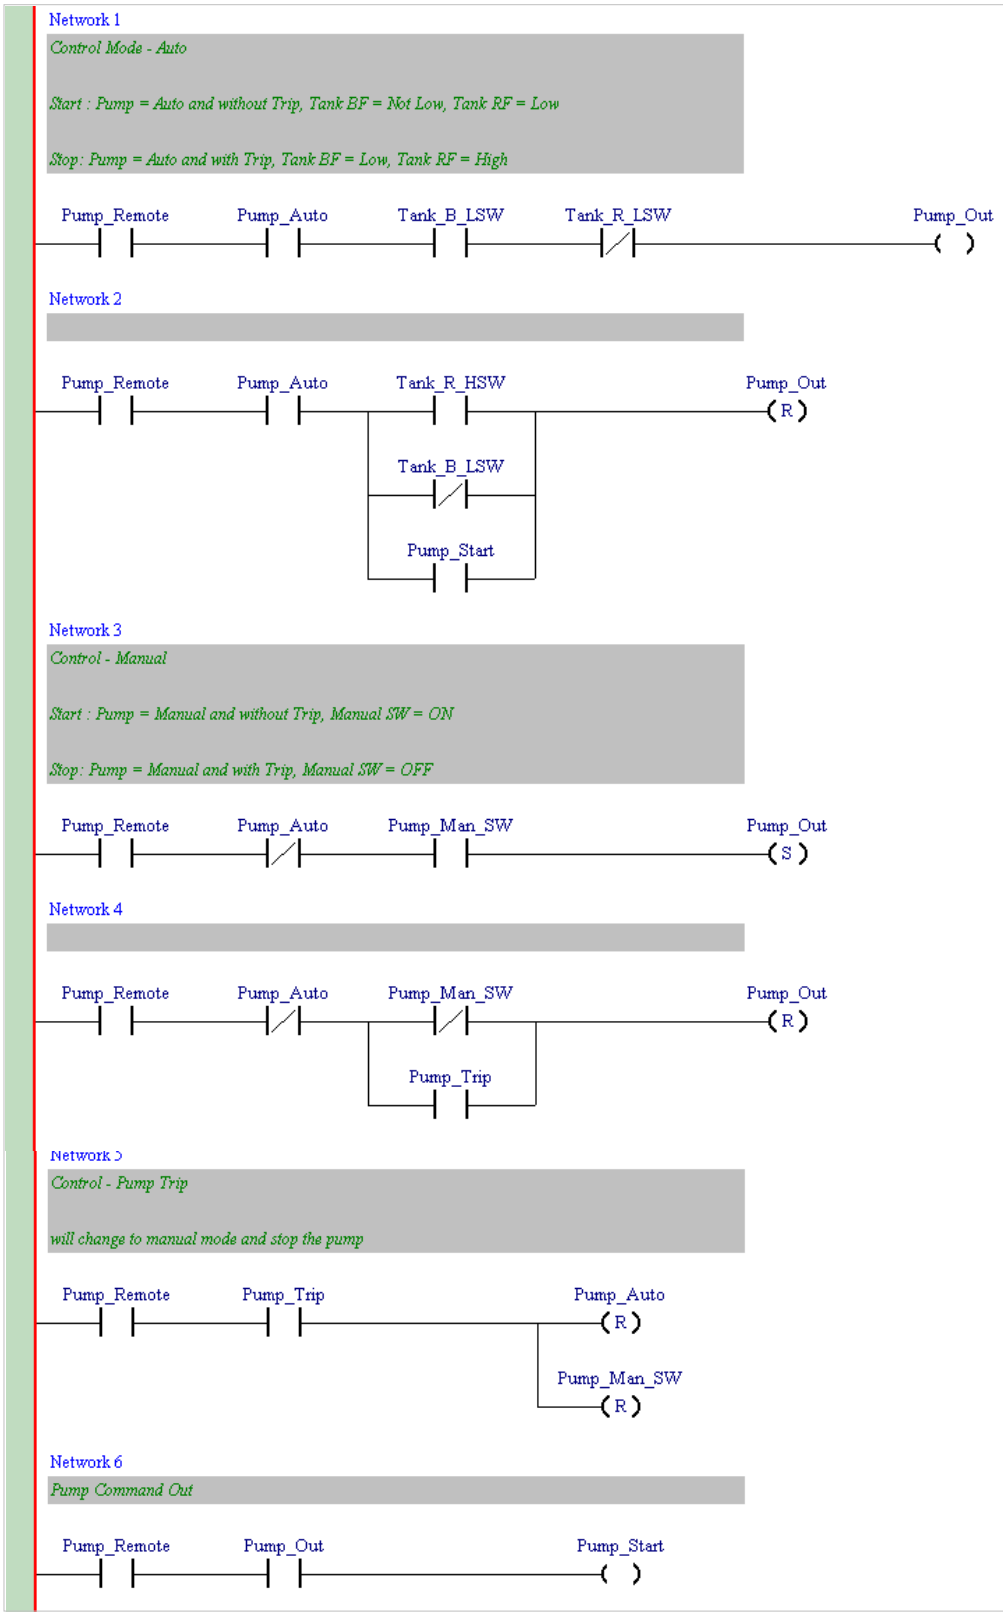 Network 1
Control Mode - Auto
Start : Pump = Auto and without Trip, Tank BF = Not Low, Tank RF = Low
Stop: Pump = Auto and with Trip, Tank BF = Low, Tank RF = High
Pump_Remote Pump_Auto Tank_B_LSW Tank_R_LSW Pump_Out
Network 2
Pump_Remote Pump_Auto Tank_R_HSW Pump_Out
R
Tank_B_LSW
Pump_Start
Network 3
Control - Manual
Start : Pump = Manual and without Trip, Manual SW = ON
Stop: Pump = Manual and with Trip, Manual SW = OFF
Pump_Remote Pump_Auto Pump_Man_SW Pump_Out
S
Network 4
Pump_Remote Pump_Auto Pump_Man_SW Pump_Out
R
Pump_Trip
Network 5
Control - Pump Trip
will change to manual mode and stop the pump
Pump_Remote Pump_Trip Pump_Auto
R
Pump_Man_SW
R
Network 6
Pump Command Out
Pump_Remote Pump_Out Pump_Start